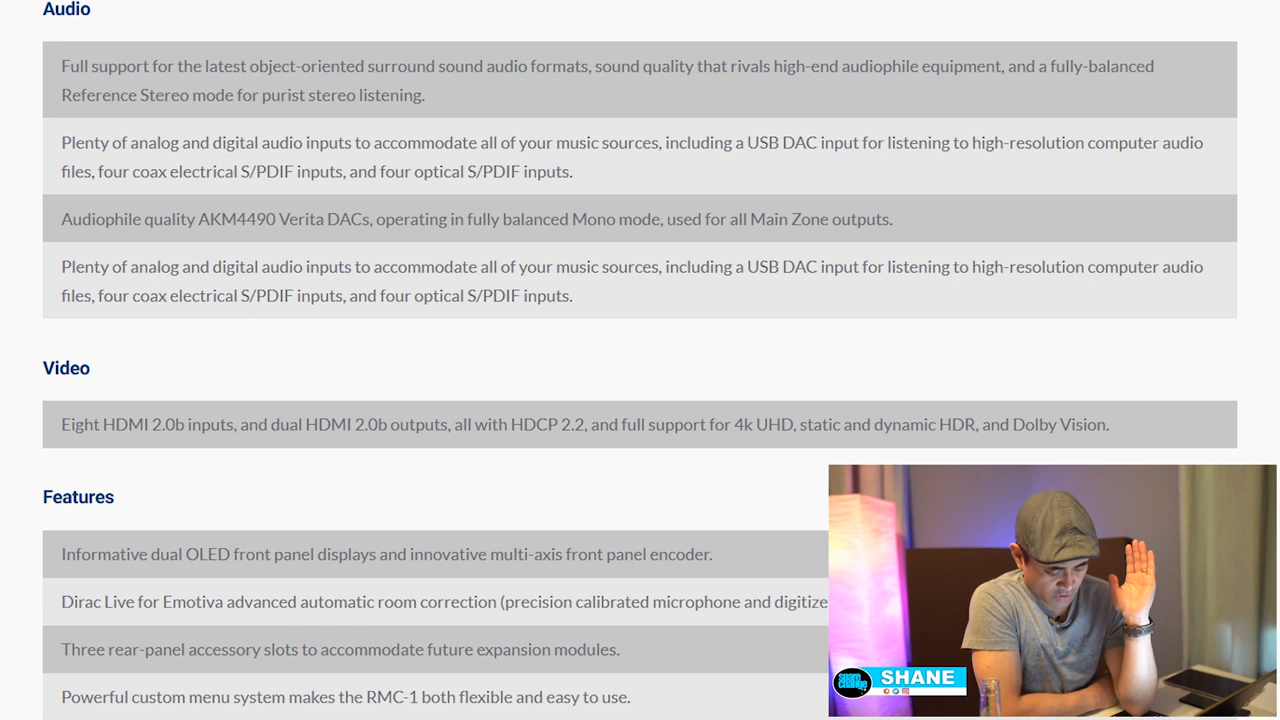 Audio
Full support for the latest object-oriented surround sound audio formats, sound quality that rivals high-end audiophile equipment, and a fully-balanced
Reference Stereo mode for purist stereo listening.
Plenty of analog and digital audio inputs to accommodate all of your music sources, including a USB DAC input for listening to high-resolution computer audio
files, four coax electrical S/PDIF inputs, and four optical S/PDIF inputs.
Audiophile quality AKM4490 Verita DACs, operating in fully balanced Mono mode, used for all Main Zone outputs.
Plenty of analog and digital audio inputs to accommodate all of your music sources, including a USB DAC input for listening to high-resolution computer audio
files, four coax electrical S/PDIF inputs, and four optical S/PDIF inputs.
Video
Eight HDMI 2.0b inputs, and dual HDMI 2.0b outputs, all with HDCP 2.2, and full support for 4k UHD, static and dynamic HDR, and Dolby Vision.
Features
Informative dual OLED front panel displays and innovative multi-axis front panel encoder.
Dirac Live for Emotiva advanced automatic room correction (precision calibrated microphone and digitize
Three rear-panel accessory slots to accommodate future expansion modules.
Powerful custom menu system makes the RMC-1 both flexible and easy to use.
spare change
SHANE